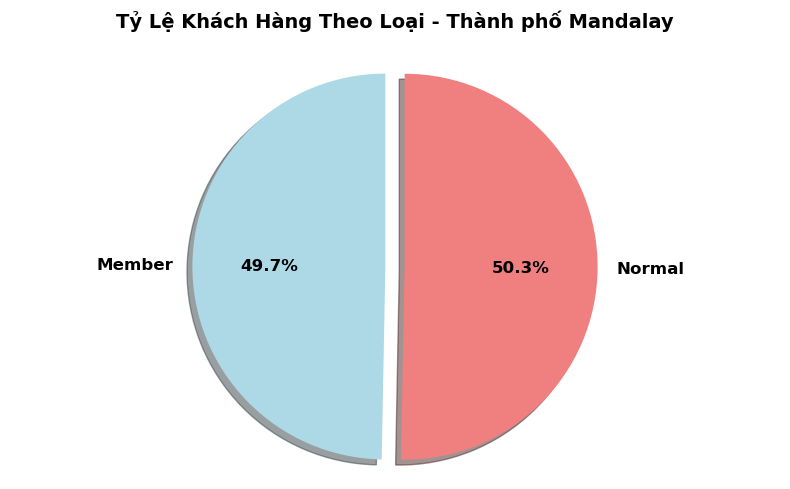 Tỷ Lệ Khách Hàng Theo Loại - Thành phố Mandalay
Member
49.7%
50.3%
Normal